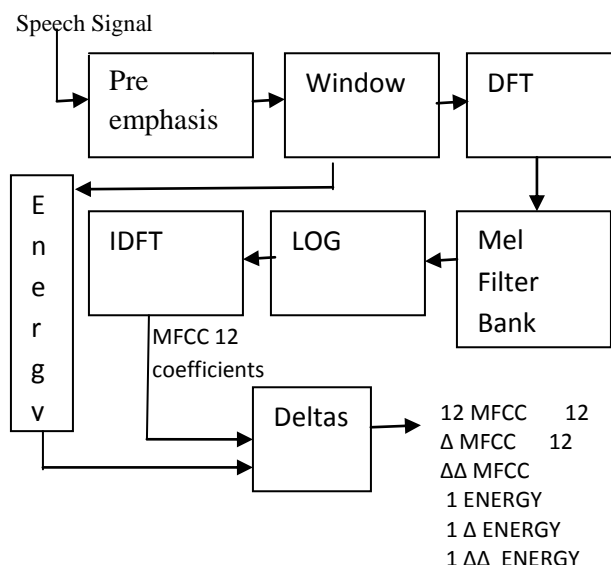 Speech Signal
Pre
emphasis
Window
DFT
E
n
e
r
g
y
IDFT
LOG
Mel
Filter
Bank
MFCC 12
coefficients
Deltas
12 MFCC 12
Δ MFCC 12
ΔΔ MFCC
1 ENERGY
1 Δ ENERGY
1 ΔΔ ENERGY